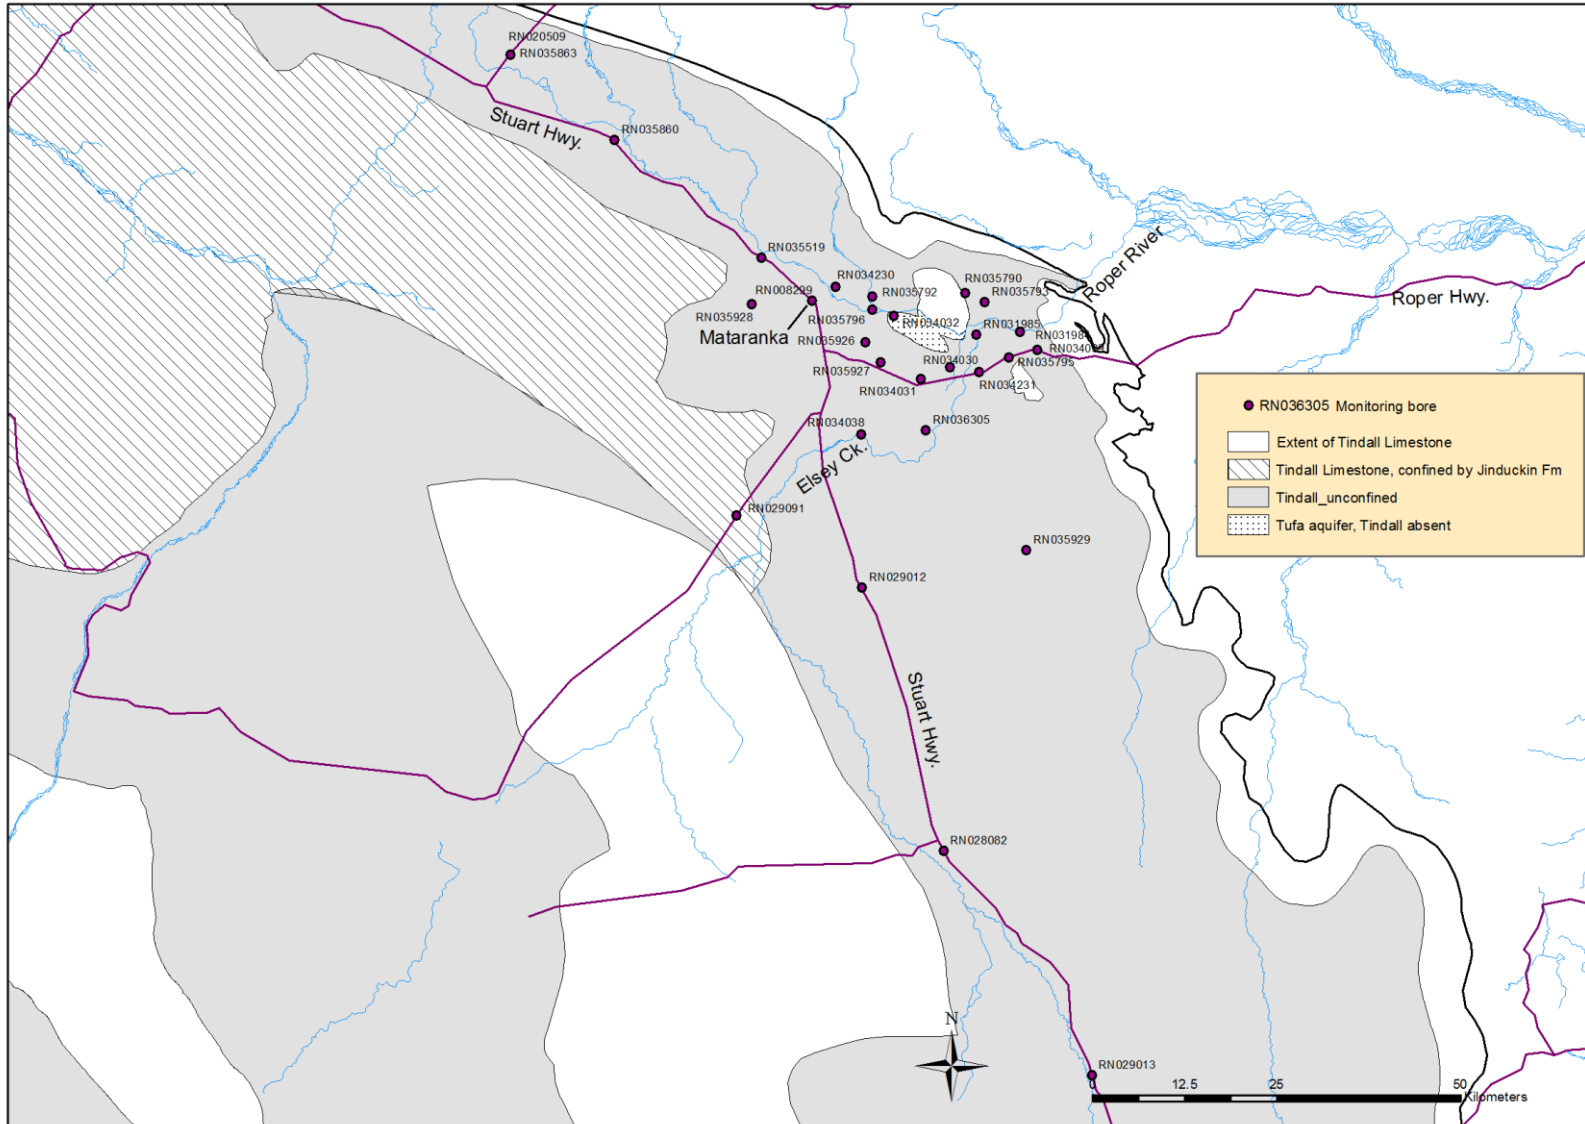 RN020509
RN035863
RN035860
Stuart Hwy.
RN035519
RN034230
RN008299
RN035792
RN035790
RN035793
RN035928
RN035796
RN034032
RN031985
Mataranka
RN035926
Roper River
Roper Hwy.
RN035927
RN034030
RN035795
RN034031
RN034231
RN034038
RN036305
Elsey Ck.
RN029091
RN035929
RN029012
Stuart Hwy.
RN028082
RN029013
RN036305 Monitoring bore
Extent of Tindall Limestone
Tindall Limestone, confined by Jinduckin Fm
Tindall_unconfined
Tufa aquifer, Tindall absent
N
0 12.5 25 50
Kilometers